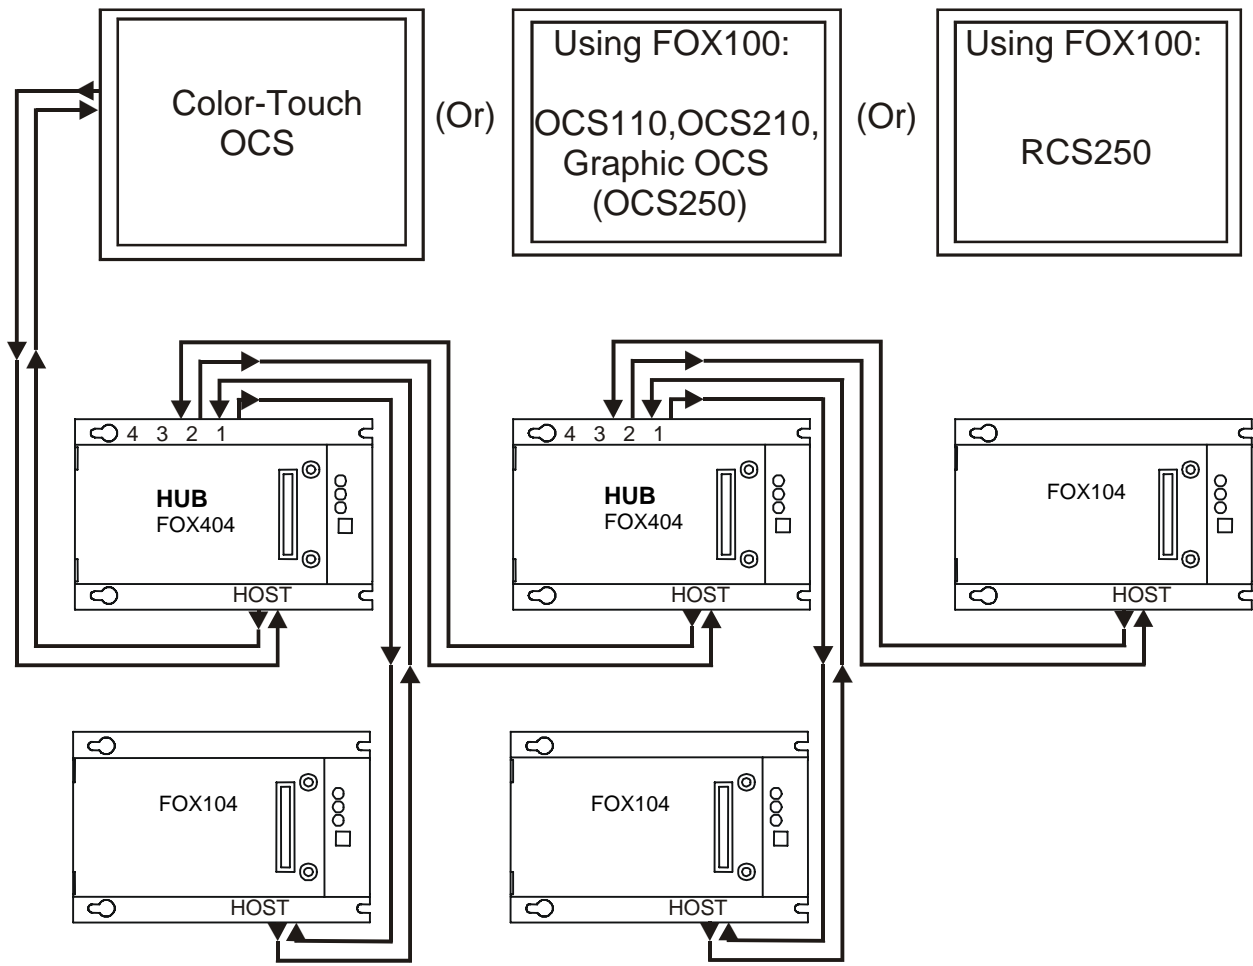 Color-Touch
OCS
(Or)
Using FOX100:
OCS110,OCS210,
Graphic OCS
(OCS250)
(Or)
Using FOX100:
RCS250
4 3 2 1
HUB
FOX404
HOST
4 3 2 1
HUB
FOX404
HOST
FOX104
HOST
FOX104
HOST
FOX104
HOST